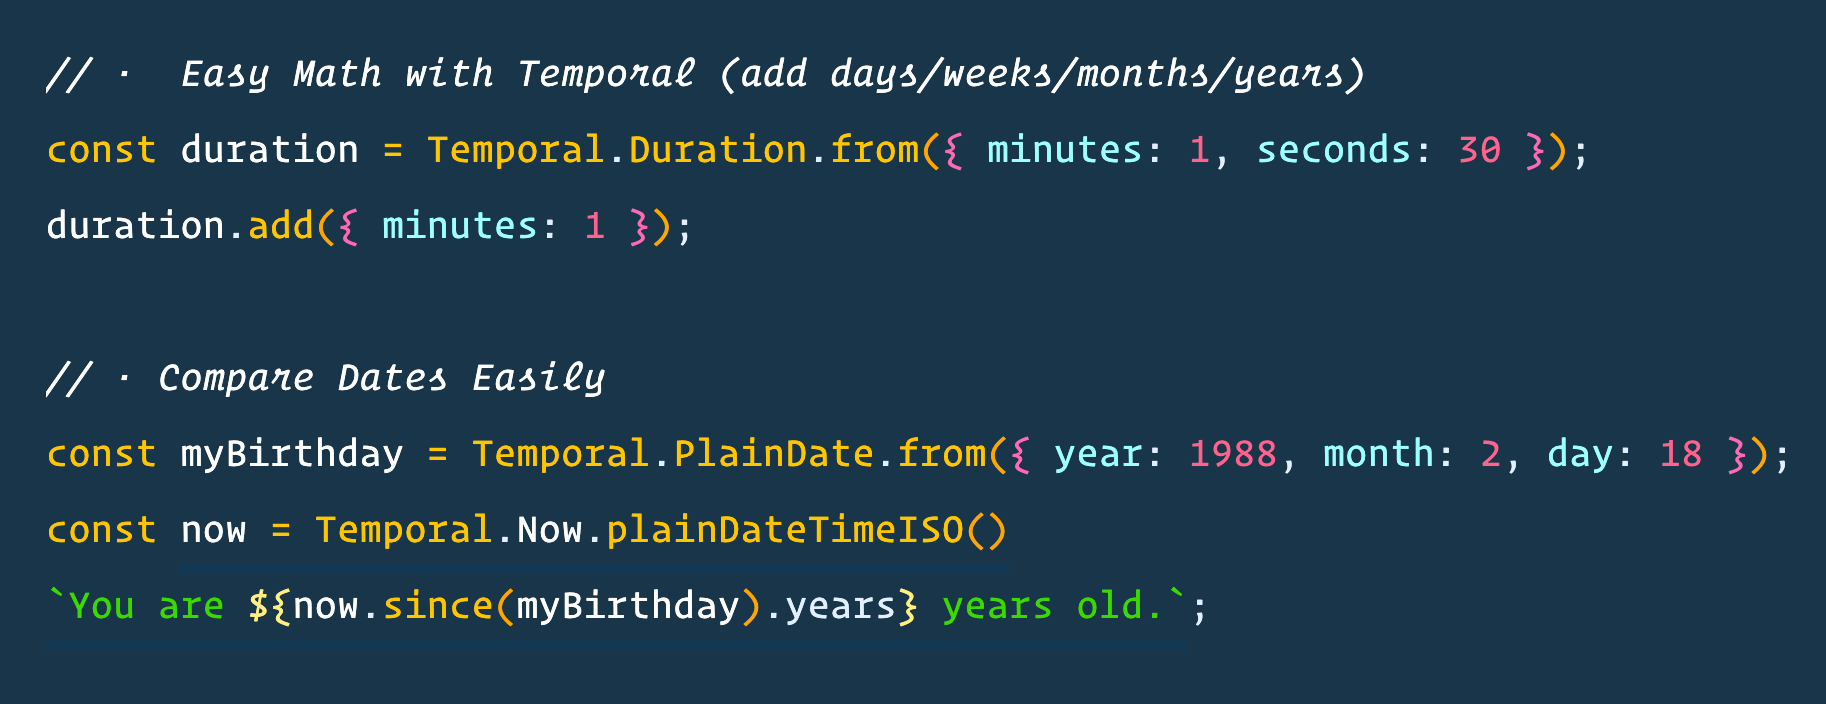 // ·  Easy Math with Temporal (add days/weeks/months/years)
const duration = Temporal.Duration.from({ minutes: 1, seconds: 30 });
duration.add({ minutes: 1 });
// · Compare Dates Easily
const myBirthday = Temporal.PlainDate.from({ year: 1988, month: 2, day: 18 });
const now = Temporal.Now.plainDateTimeISO()
`You are ${now.since(myBirthday).years} years old.`;